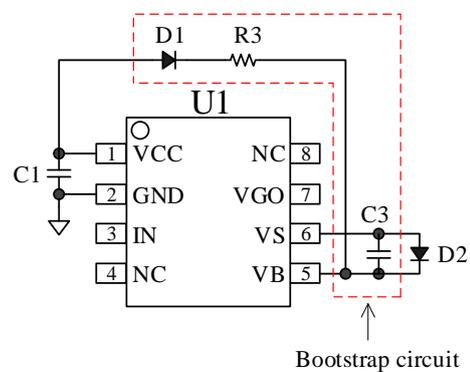 D1 R3
U1
1 VCC NC 8
C1
2 GND VGO 7
C3
3 IN VS 6
D2
4 NC VB 5
Bootstrap circuit